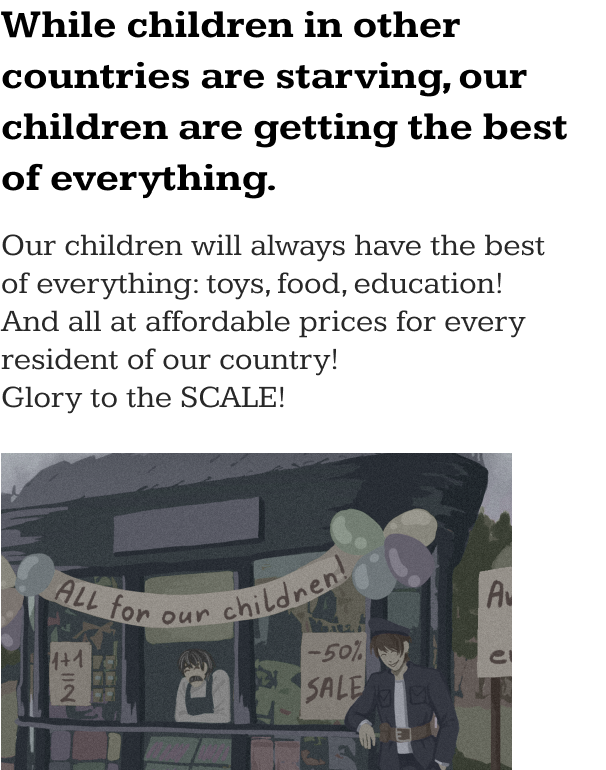 While children in other
countries are starving, our
children are getting the best
of everything.
Our children will always have the best
of everything: toys, food, education!
And all at affordable prices for every
resident of our country!
Glory to the SCALE!
ALL for our children!
1+1
=
2
-50%
SALE